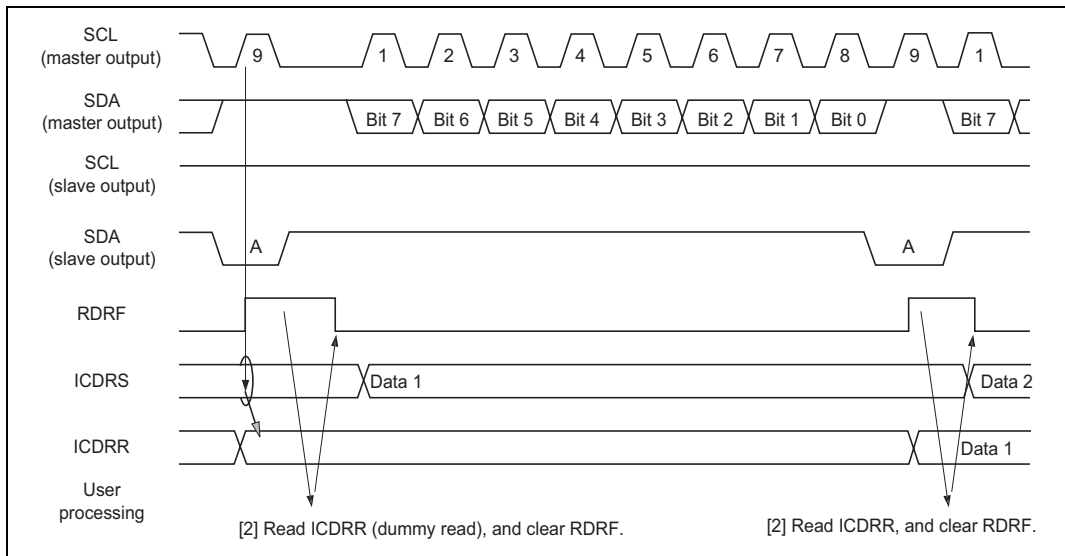 SCL
(master output)
9 1 2 3 4 5 6 7 8 9 1
SDA
(master output)
Bit 7 Bit 6 Bit 5 Bit 4 Bit 3 Bit 2 Bit 1 Bit 0 Bit 7
SCL
(slave output)
SDA
(slave output)
A A
RDRF
ICDRS
Data 1 Data 2
ICDRR
Data 1
User
processing
[2] Read ICDRR (dummy read), and clear RDRF.
[2] Read ICDRR, and clear RDRF.